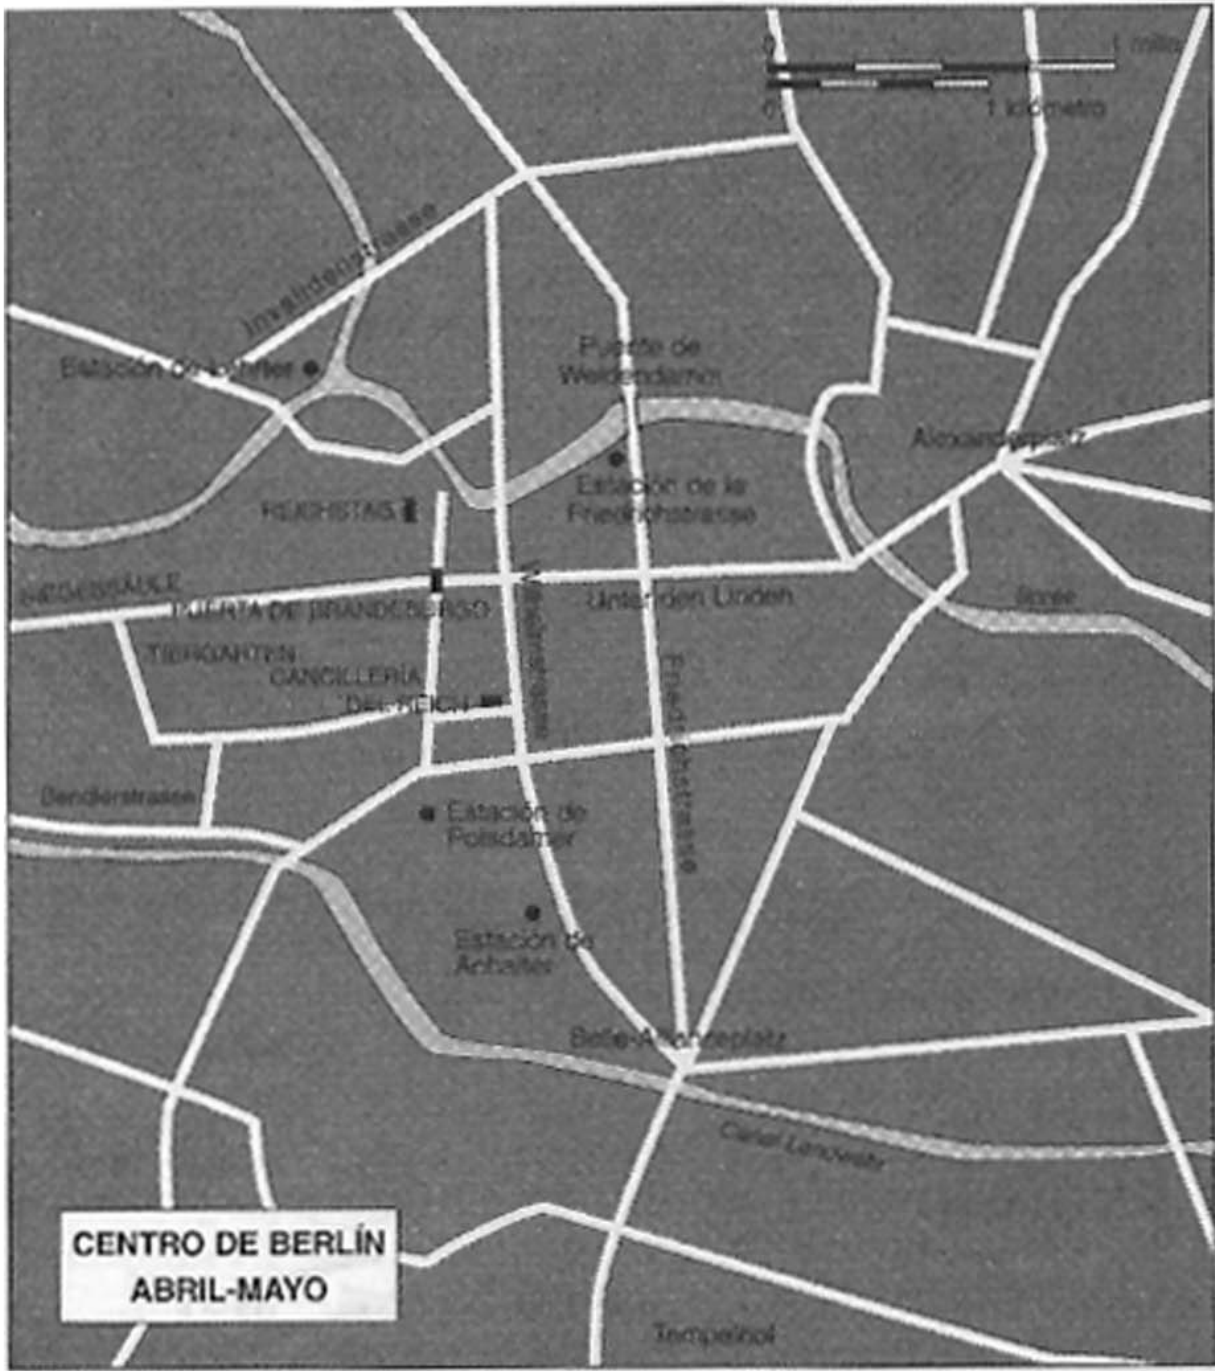 0 1 milla
0 1 kilómetro
Invalidenstrasse
Estación de Lehrter
Puente de
Weidendamm
Alexanderplatz
Estación de la
Friedrichstrasse
REICHSTAG
SIEGESSÄULE
PUERTA DE BRANDEBURGO
Unter den Linden
Spree
TIERGARTEN
CANCILLERÍA
DEL REICH
Wilhelmstrasse
Friedrichstrasse
Bendlerstrasse
Estación de
Potsdamer
Estación de
Anhalter
Belle-Allianceplatz
Canal Landwehr
CENTRO DE BERLÍN
ABRIL-MAYO
Tempelhof